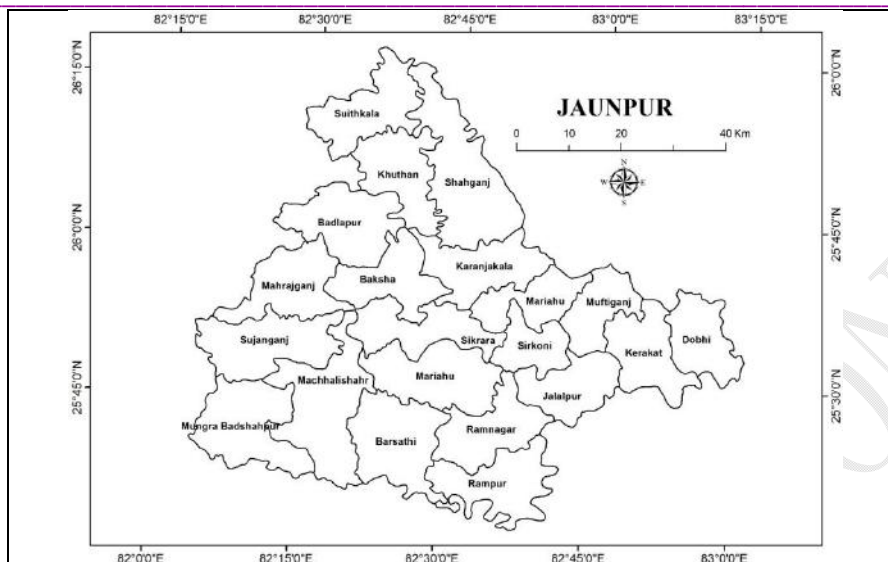 82°15'0"E 82°30'0"E 82°45'0"E 83°0'0"E 83°15'0"E
26°15'0"N
26°0'0"N
JAUNPUR
0 10 20 40 Km
N
W E
S
Suithkala
Khuthan
Shahganj
Badlapur
26°0'0"N
25°45'0"N
Karanjakala
Baksha
Mahrajganj
Mariahu
Muftiganj
Sujanganj
Sikrara
Sirkoni
Dobhi
Kerakat
Machhalishahr
Mariahu
25°45'0"N
25°30'0"N
Jalalpur
Mungra Badshahpur
Ramnagar
Barsathi
Rampur
82°0'0"E 82°15'0"E 82°30'0"E 82°45'0"E 83°0'0"E